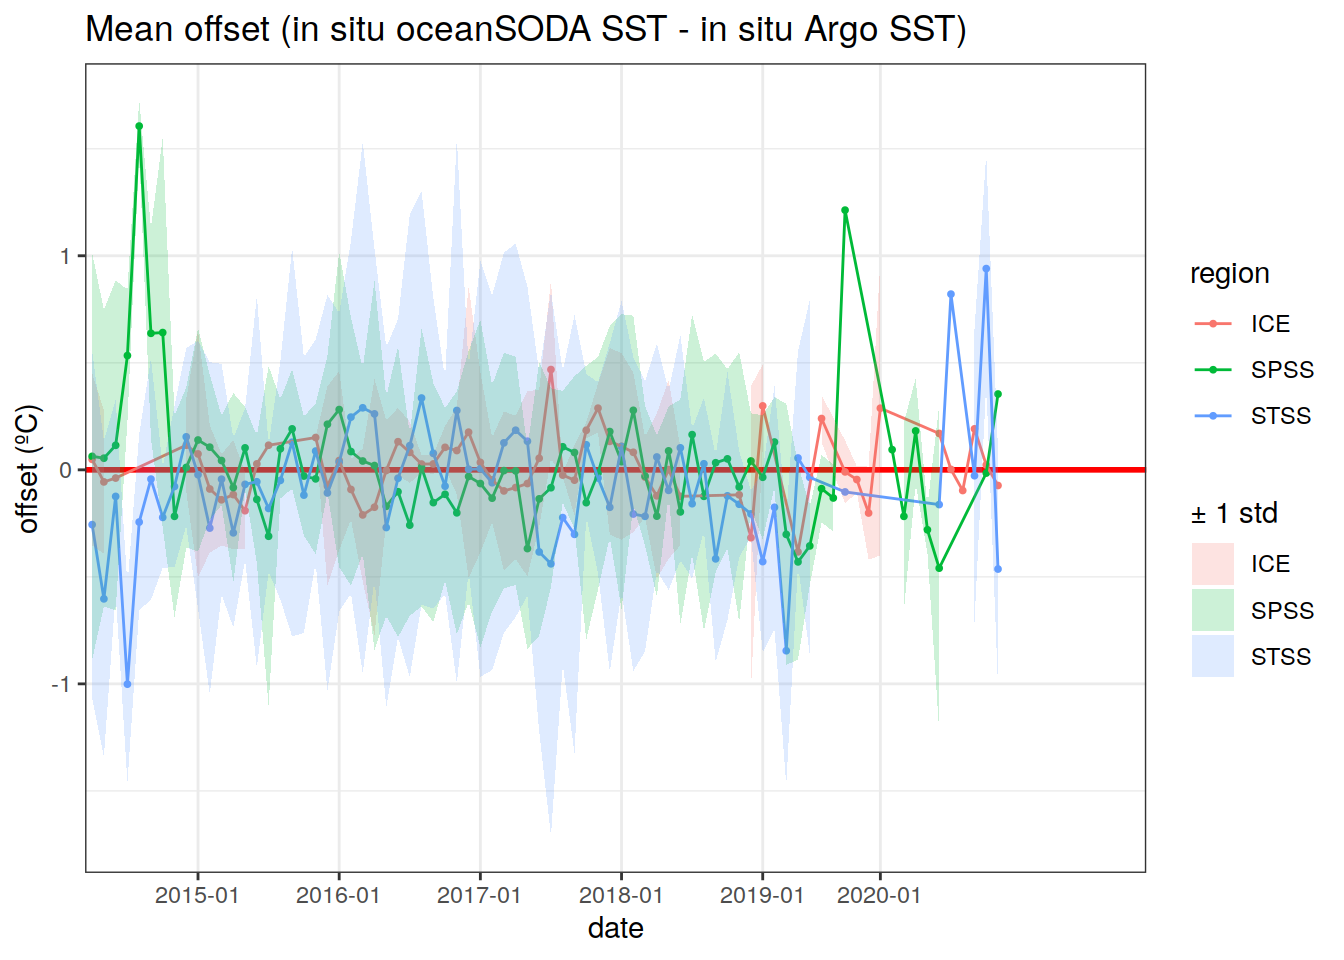 Mean offset (in situ oceanSODA SST - in situ Argo SST)
offset (ºC)
1
0
-1
2015-01
2016-01
2017-01
2018-01
2019-01
2020-01
date
region
ICE
SPSS
STSS
± 1 std
ICE
SPSS
STSS